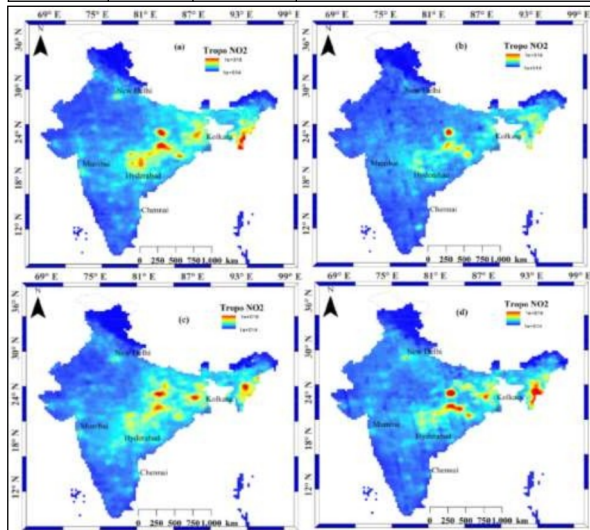 69° E 75° E 81° E 87° E 93° E 99° E 69° E 75° E 81° E 87° E 93° E 99° E
36° N
30° N
24° N
18° N
12° N
N
(a)
Tropo NO2
New Delhi
Kolkata
Mumbai
Hyderabad
Chennai
0 250 500 750 1,000 km
N
(b)
Tropo NO2
New Delhi
Kolkata
Mumbai
Hyderabad
Chennai
0 250 500 750 1,000 km
69° E 75° E 81° E 87° E 93° E 99° E 69° E 75° E 81° E 87° E 93° E 99° E
36° N
30° N
24° N
18° N
12° N
N
(c)
Tropo NO2
New Delhi
Kolkata
Mumbai
Hyderabad
Chennai
0 250 500 750 1,000 km
N
(d)
Tropo NO2
New Delhi
Kolkata
Mumbai
Hyderabad
Chennai
0 250 500 750 1,000 km